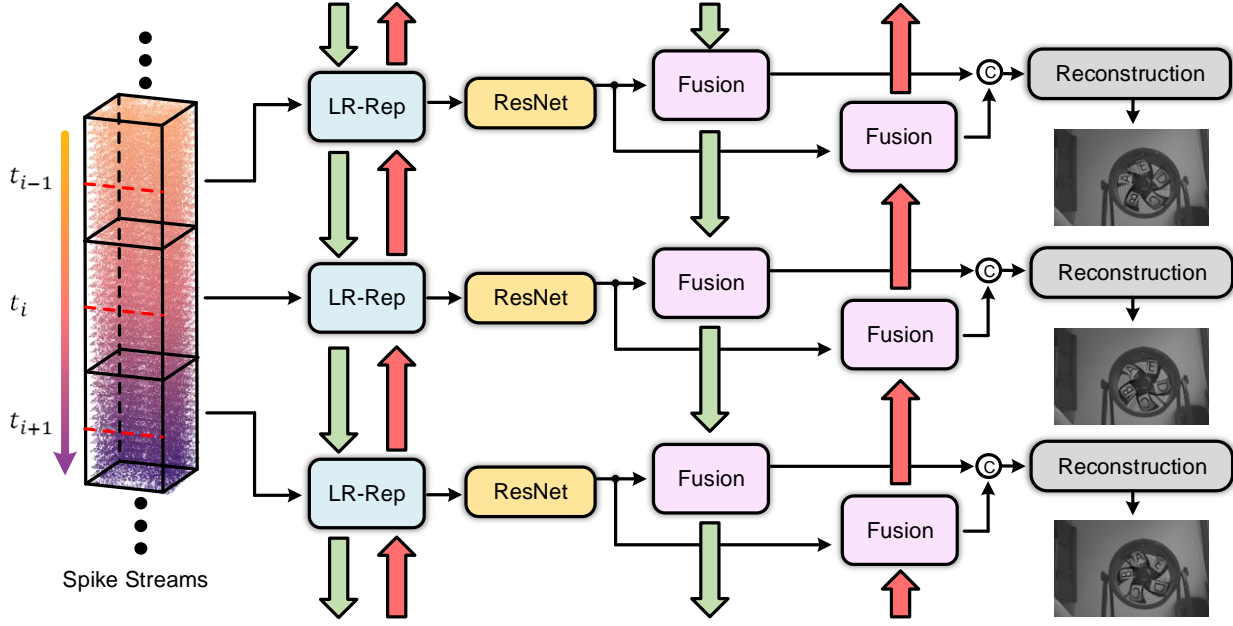 LR-Rep
ResNet
Fusion
Fusion
C
Reconstruction
t_{i-1}
LR-Rep
ResNet
Fusion
Fusion
C
Reconstruction
t_i
LR-Rep
ResNet
Fusion
Fusion
C
Reconstruction
t_{i+1}
Spike Streams